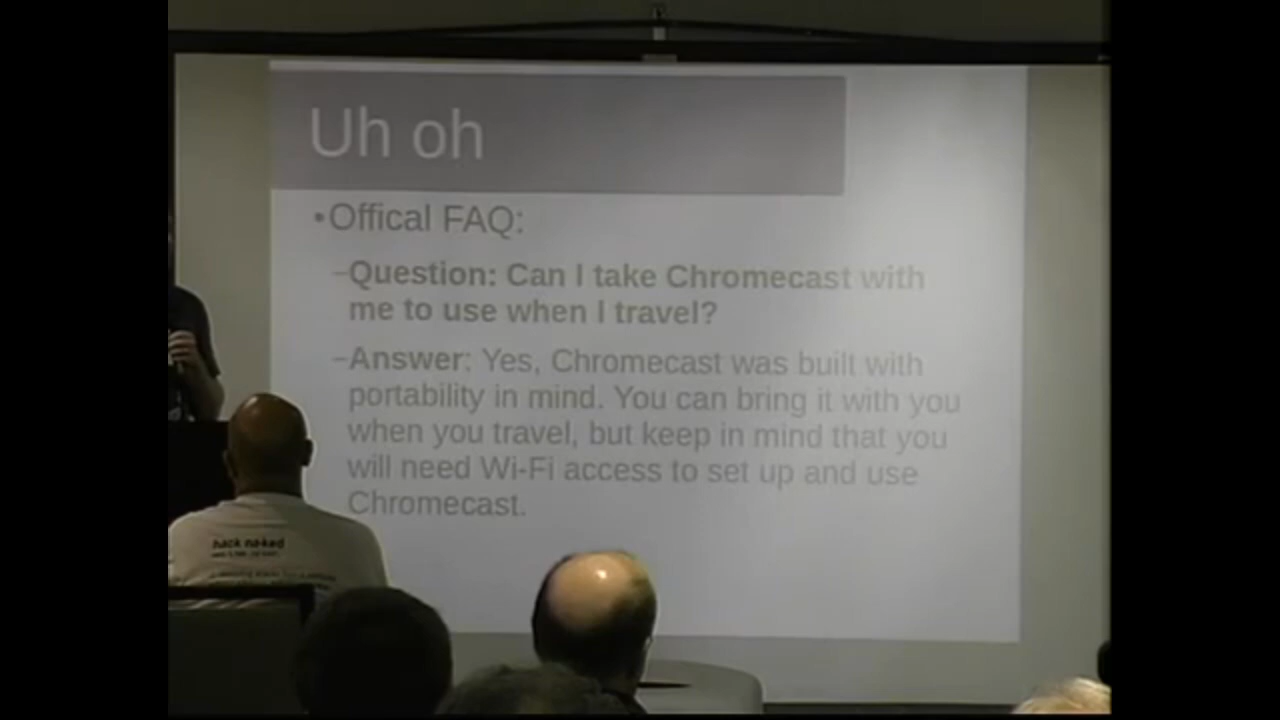 Uh oh
•Offical FAQ:
–Question: Can I take Chromecast with
me to use when I travel?
–Answer: Yes, Chromecast was built with
portability in mind. You can bring it with you
when you travel, but keep in mind that you
will need Wi-Fi access to set up and use
Chromecast.
hack naked